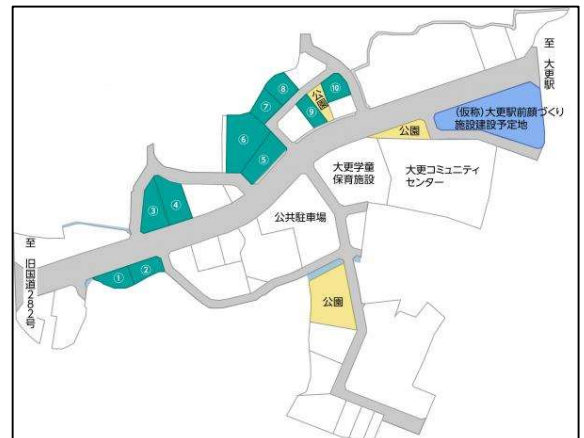 至 大更駅
⑧
⑩
公園
⑦
⑨
(仮称)大更駅前顔づくり
施設建設予定地
⑥
公園
⑤
大更学童
保育施設
大更コミュニティ
センター
③
④
公共駐車場
至 旧国道282号
①
②
公園